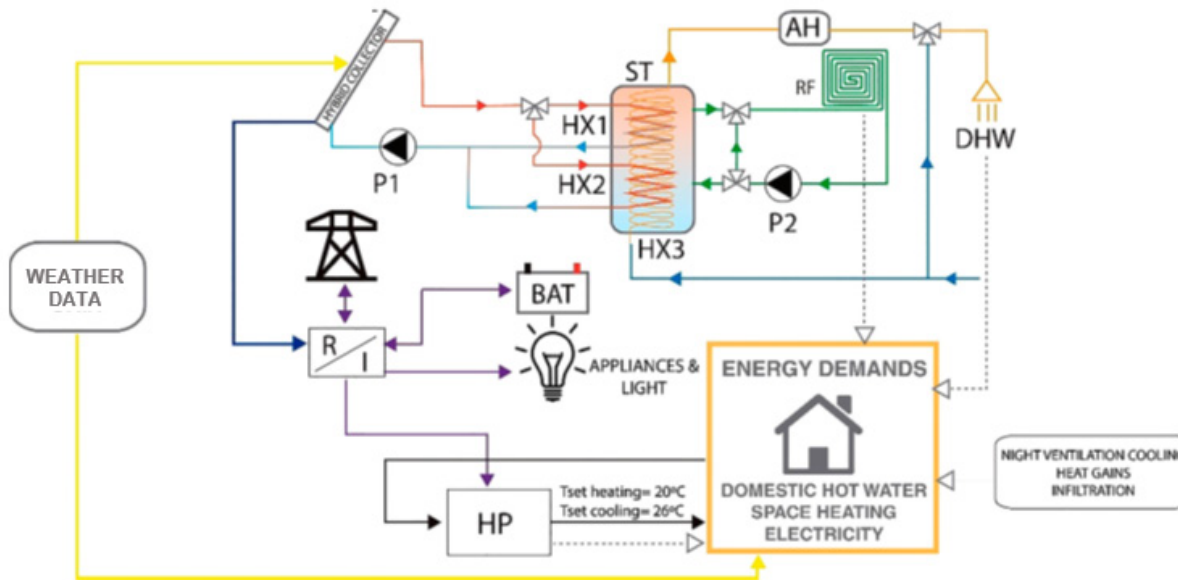 HYBRID COLLECTOR
AH
ST
RF
HX1
DHW
P1
HX2
P2
HX3
WEATHER
DATA
BAT
R
I
APPLIANCES &
LIGHT
ENERGY DEMANDS
NIGHT VENTILATION COOLING
HEAT GAINS
INFILTRATION
DOMESTIC HOT WATER
SPACE HEATING
ELECTRICITY
HP
Tset heating= 20ºC
Tset cooling= 26ºC